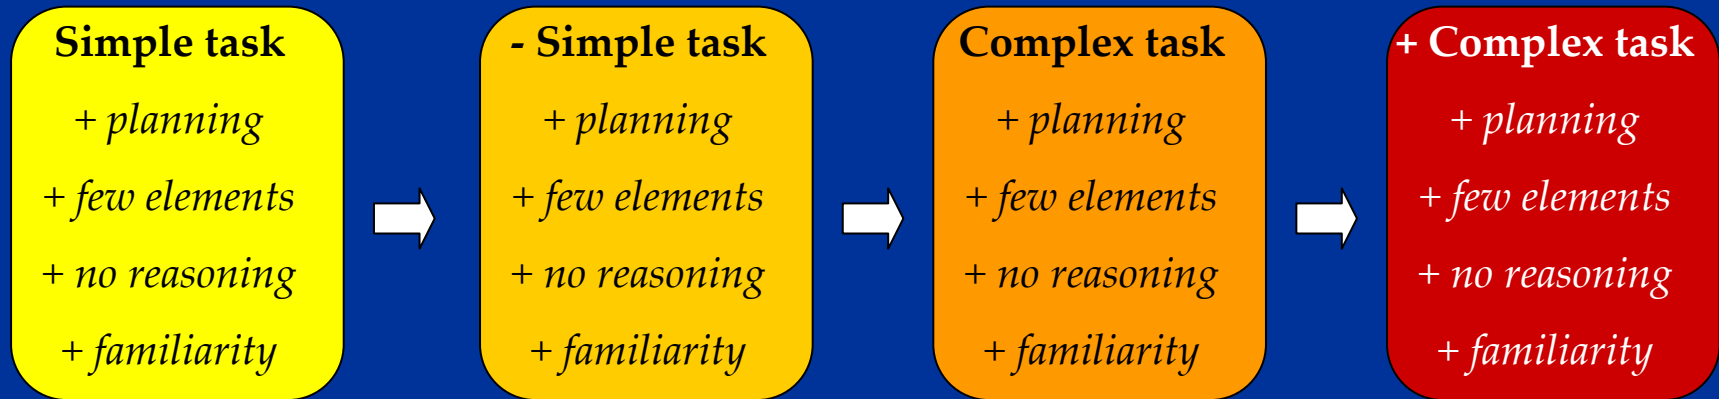 Simple task
+ planning
+ few elements
+ no reasoning
+ familiarity
- Simple task
+ planning
+ few elements
+ no reasoning
+ familiarity
Complex task
+ planning
+ few elements
+ no reasoning
+ familiarity
+ Complex task
+ planning
+ few elements
+ no reasoning
+ familiarity